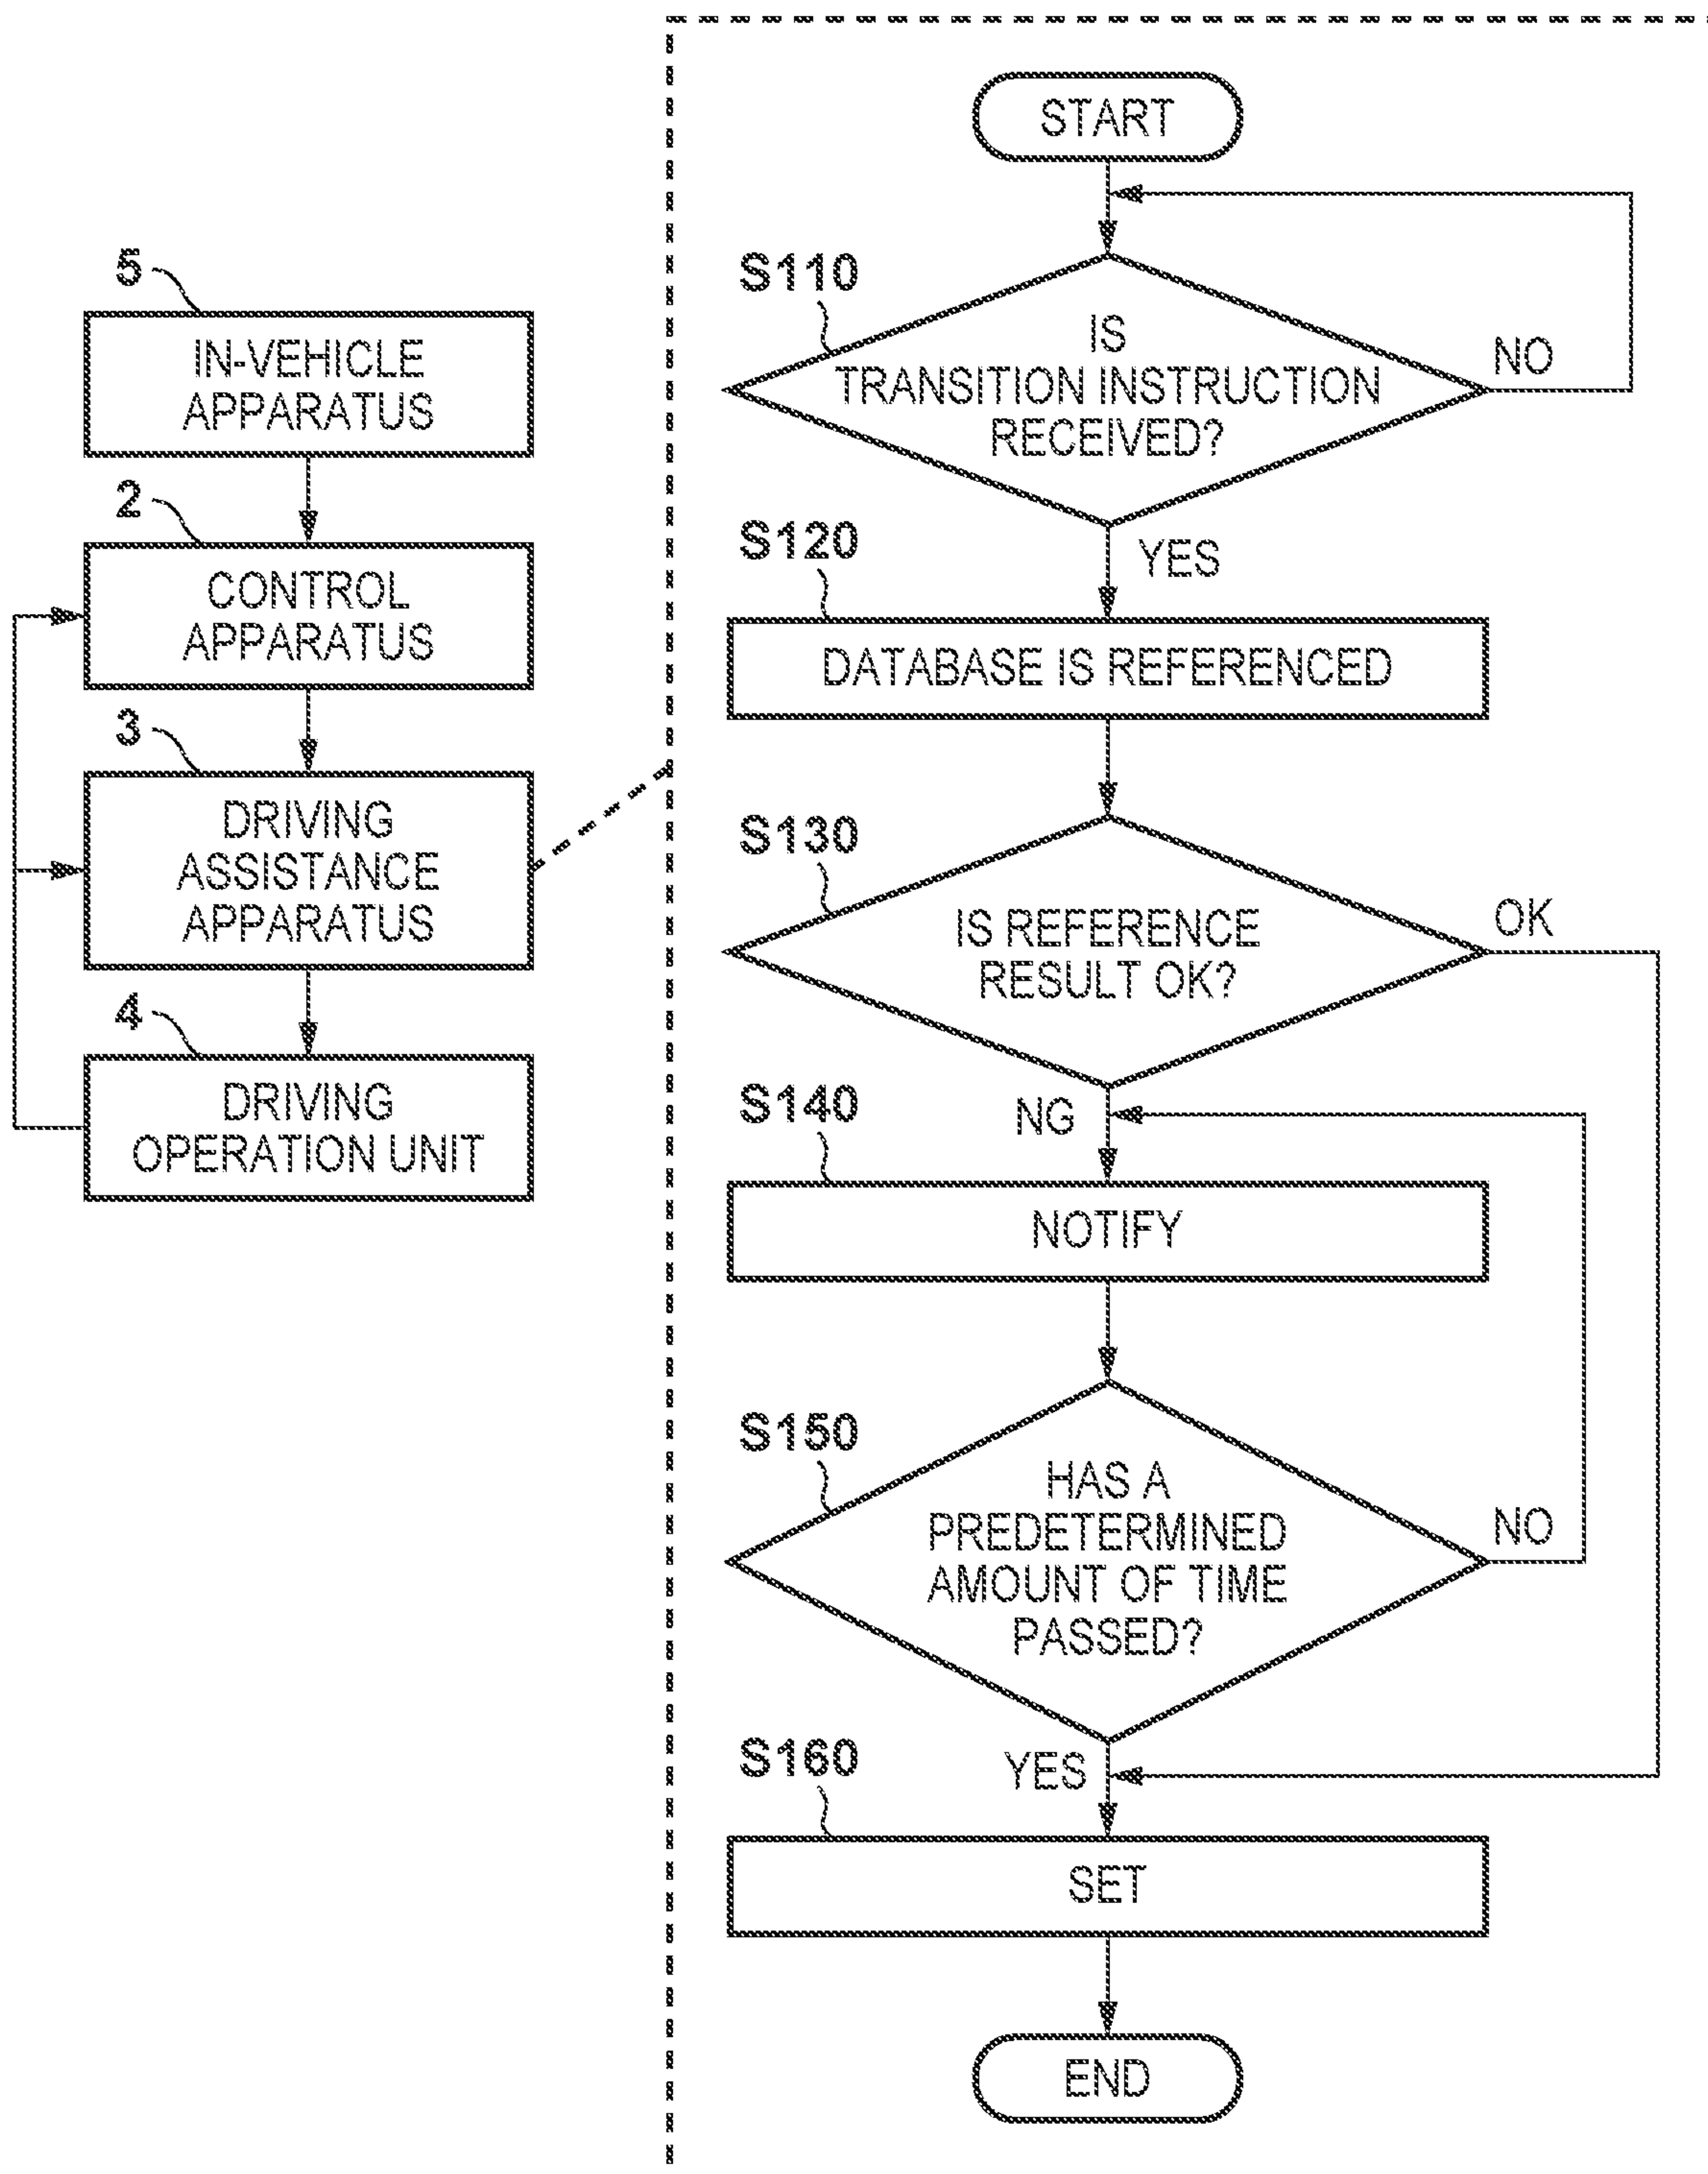 5
IN-VEHICLE
APPARATUS
2
CONTROL
APPARATUS
3
DRIVING
ASSISTANCE
APPARATUS
4
DRIVING
OPERATION UNIT
START
S110
IS
TRANSITION INSTRUCTION
RECEIVED?
NO
YES
S120
DATABASE IS REFERENCED
S130
IS REFERENCE
RESULT OK?
OK
NG
S140
NOTIFY
S150
HAS A
PREDETERMINED
AMOUNT OF TIME
PASSED?
NO
YES
S160
SET
END